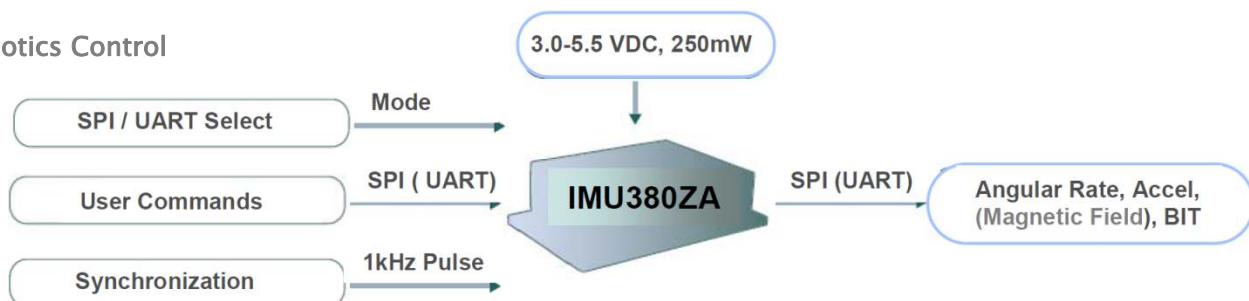 otics Control
3.0-5.5 VDC, 250mW
Mode
SPI / UART Select
SPI ( UART)
User Commands
IMU380ZA
SPI (UART)
Angular Rate, Accel,
(Magnetic Field), BIT
1kHz Pulse
Synchronization